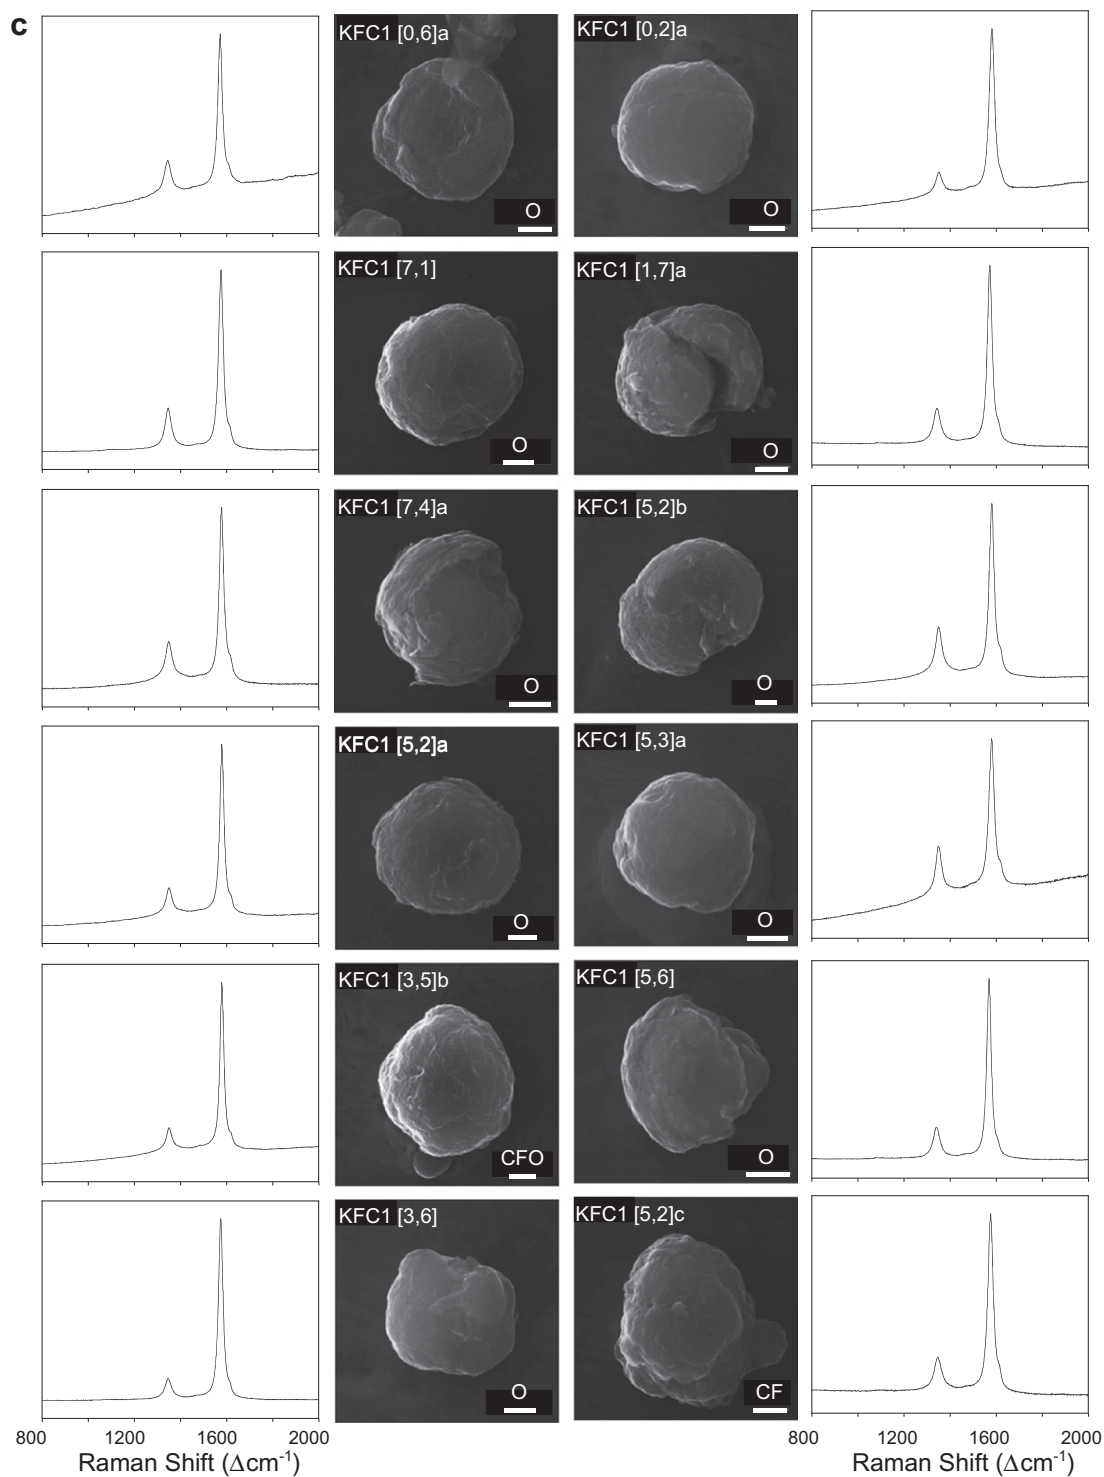 c
KFC1 [0,6]a
O
KFC1 [0,2]a
O
KFC1 [7,1]
O
KFC1 [1,7]a
O
KFC1 [7,4]a
O
KFC1 [5,2]b
O
KFC1 [5,2]a
O
KFC1 [5,3]a
O
KFC1 [3,5]b
CFO
KFC1 [5,6]
O
KFC1 [3,6]
O
KFC1 [5,2]c
CF
800 1200 1600 2000
Raman Shift (Δcm⁻¹)
800 1200 1600 2000
Raman Shift (Δcm⁻¹)